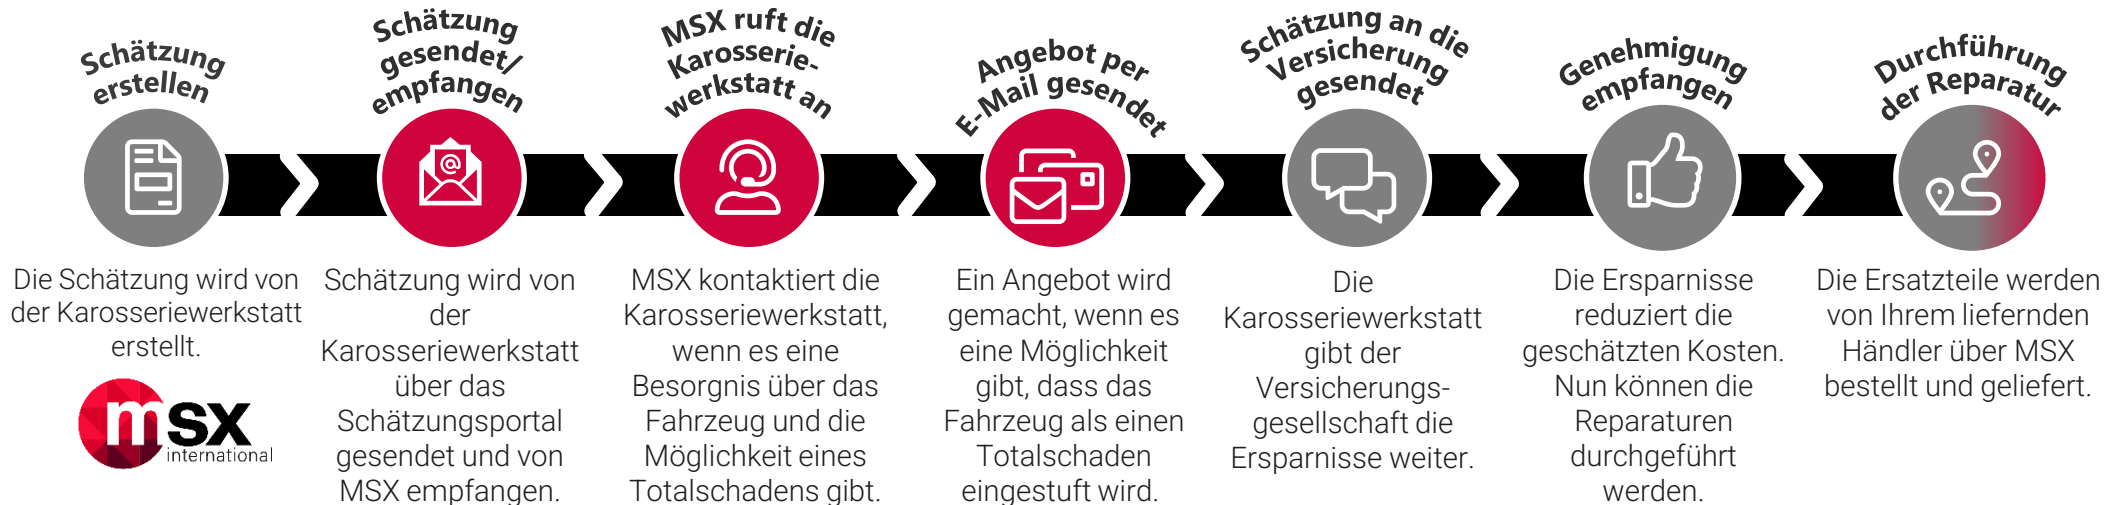 Schätzung
erstellen
Schätzung
gesendet/
empfangen
MSX ruft die
Karosserie-
werkstatt an
Angebot per
E-Mail gesendet
Schätzung an die
Versicherung
gesendet
Genehmigung
empfangen
Durchführung
der Reparatur
@
Die Schätzung wird von
der Karosseriewerkstatt
erstellt.
msx
international
Schätzung wird von
der
Karosseriewerkstatt
über das
Schätzungsportal
gesendet und von
MSX empfangen.
MSX kontaktiert die
Karosseriewerkstatt,
wenn es eine
Besorgnis über das
Fahrzeug und die
Möglichkeit eines
Totalschadens gibt.
Ein Angebot wird
gemacht, wenn es
eine Möglichkeit
gibt, dass das
Fahrzeug als einen
Totalschaden
eingestuft wird.
Die
Karosseriewerkstatt
gibt der
Versicherungs-
gesellschaft die
Ersparnisse weiter.
Die Ersparnisse
reduziert die
geschätzten Kosten.
Nun können die
Reparaturen
durchgeführt
werden.
Die Ersatzteile werden
von Ihrem liefernden
Händler über MSX
bestellt und geliefert.